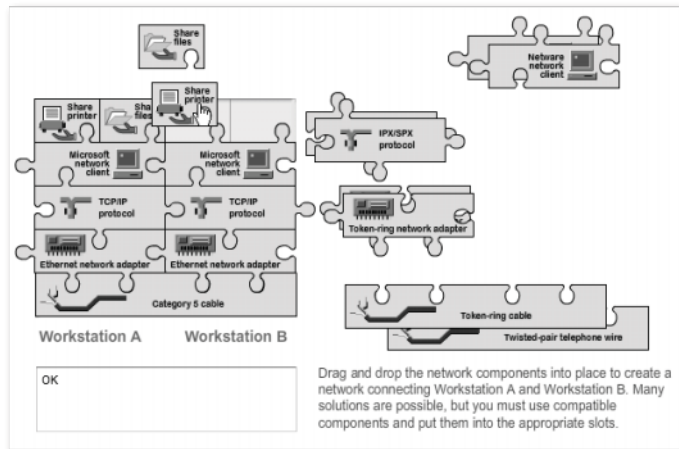 Share
files
Netware
network
client
Share
printer
Share
printer
Sha
files
IPX/SPX
protocol
Microsoft
network
client
Microsoft
network
client
TCP/IP
protocol
TCP/IP
protocol
Token-ring network adapter
Ethernet network adapter
Ethernet network adapter
Category 5 cable
Token-ring cable
Twisted-pair telephone wire
Workstation A
Workstation B
OK
Drag and drop the network components into place to create a
network connecting Workstation A and Workstation B. Many
solutions are possible, but you must use compatible
components and put them into the appropriate slots.